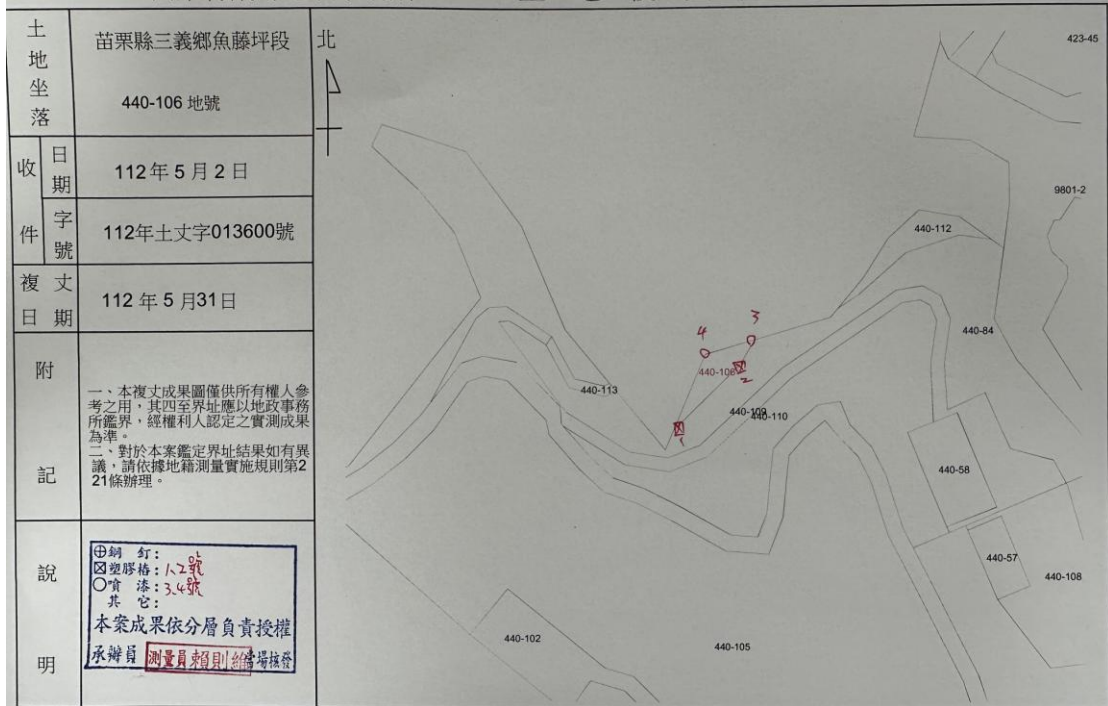 土地坐落
苗栗縣三義鄉魚藤坪段
440-106 地號
收件
日期
112年 5 月 2 日
字號
112年土丈字013600號
複丈日期
112 年 5 月31日
附記
一、本複丈成果圖僅供所有權人參
考之用，其四至界址應以地政事務
所鑑界，經權利人認定之實測成果
為準。
二、對於本案鑑定界址結果如有異
議，請依據地籍測量實施規則第2
21條辦理。
說明
⊕鋼 釘：
⊠塑膠樁：1、2號
○噴 漆：3、4號
其 它：
本案成果依分層負責授權
承辦員 測量員賴則維當場核發
北
423-45
9801-2
440-112
440-84
3
4
440-106
2
440-113
440-109
440-110
1
440-58
440-57
440-108
440-102
440-105